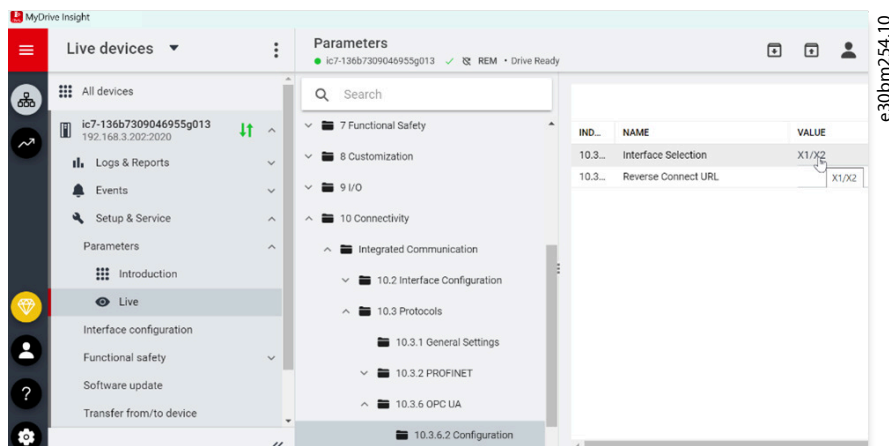 MyDrive Insight
Live devices
Parameters
ic7-136b7309046955g013 REM • Drive Ready
All devices
ic7-136b7309046955g013
192.168.3.202:2020
Logs & Reports
Events
Setup & Service
Parameters
Introduction
Live
Interface configuration
Functional safety
Software update
Transfer from/to device
Search
7 Functional Safety
8 Customization
9 I/O
10 Connectivity
Integrated Communication
10.2 Interface Configuration
10.3 Protocols
10.3.1 General Settings
10.3.2 PROFINET
10.3.6 OPC UA
10.3.6.2 Configuration
IND... NAME VALUE
10.3... Interface Selection X1/X2
10.3... Reverse Connect URL
X1/X2
e30bm254.10